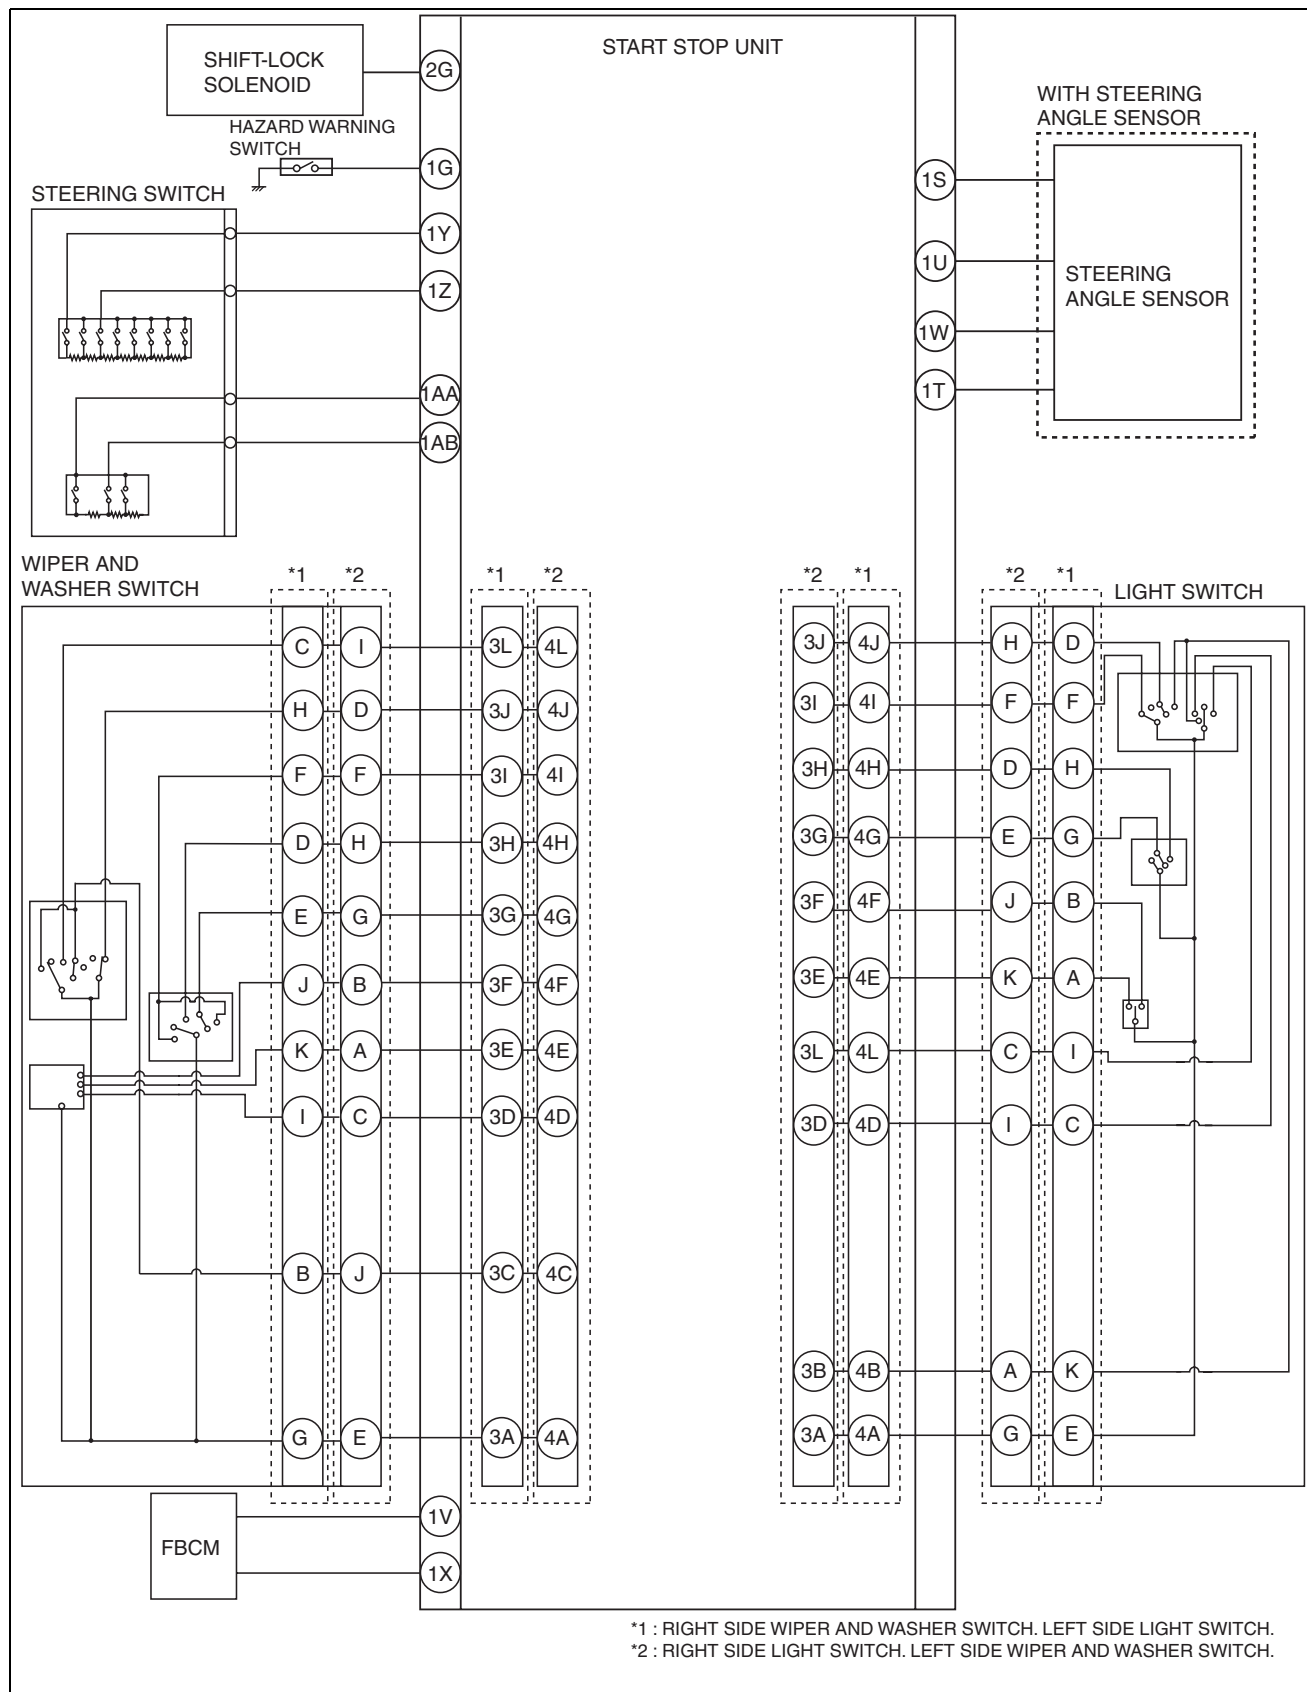 START STOP UNIT
SHIFT-LOCK
SOLENOID
2G
HAZARD WARNING
SWITCH
1G
STEERING SWITCH
1Y
1Z
1AA
1AB
WITH STEERING
ANGLE SENSOR
1S
1U
STEERING
ANGLE SENSOR
1W
1T
WIPER AND
WASHER SWITCH
*1 *2 *1 *2
C I 3L 4L
H D 3J 4J
F F 3I 4I
D H 3H 4H
E G 3G 4G
J B 3F 4F
K A 3E 4E
I C 3D 4D
B J 3C 4C
G E 3A 4A
*2 *1 *2 *1
LIGHT SWITCH
3J 4J H D
3I 4I F F
3H 4H D H
3G 4G E G
3F 4F J B
3E 4E K A
3L 4L C I
3D 4D I C
3B 4B A K
3A 4A G E
FBCM
1V
1X
*1 : RIGHT SIDE WIPER AND WASHER SWITCH. LEFT SIDE LIGHT SWITCH.
*2 : RIGHT SIDE LIGHT SWITCH. LEFT SIDE WIPER AND WASHER SWITCH.